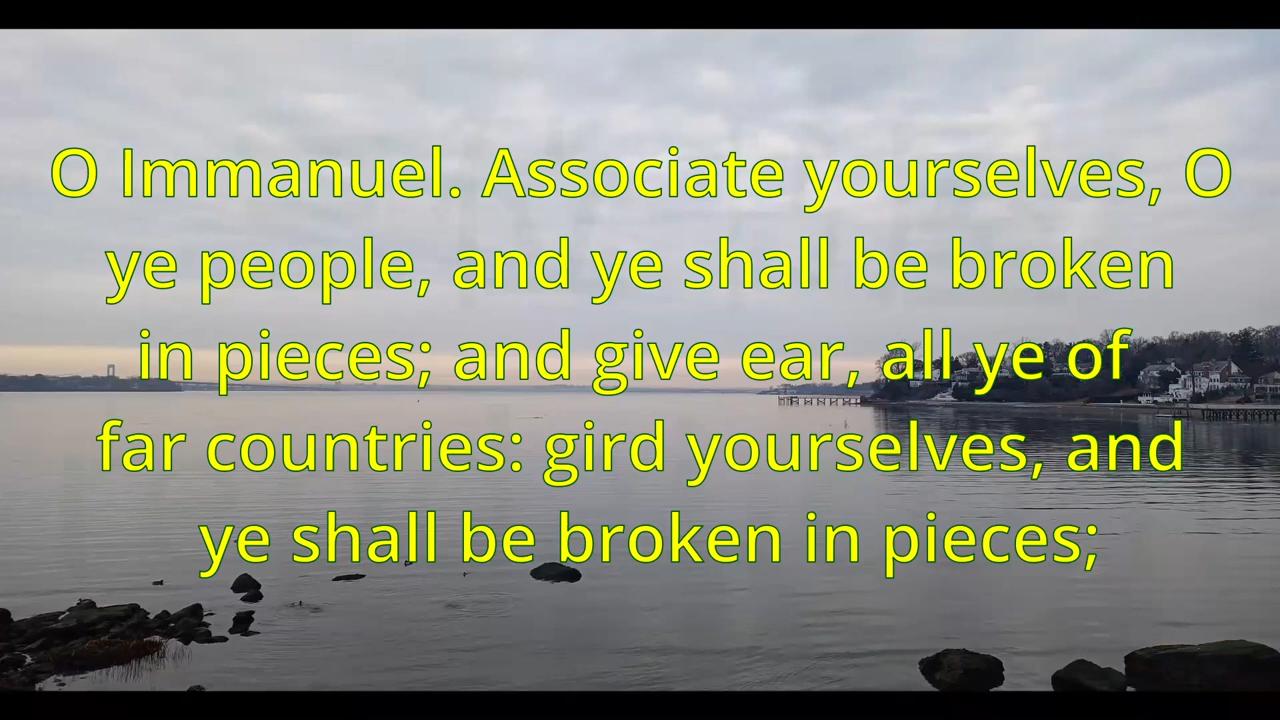 O Immanuel. Associate yourselves, O
ye people, and ye shall be broken
in pieces; and give ear, all ye of
far countries: gird yourselves, and
ye shall be broken in pieces;